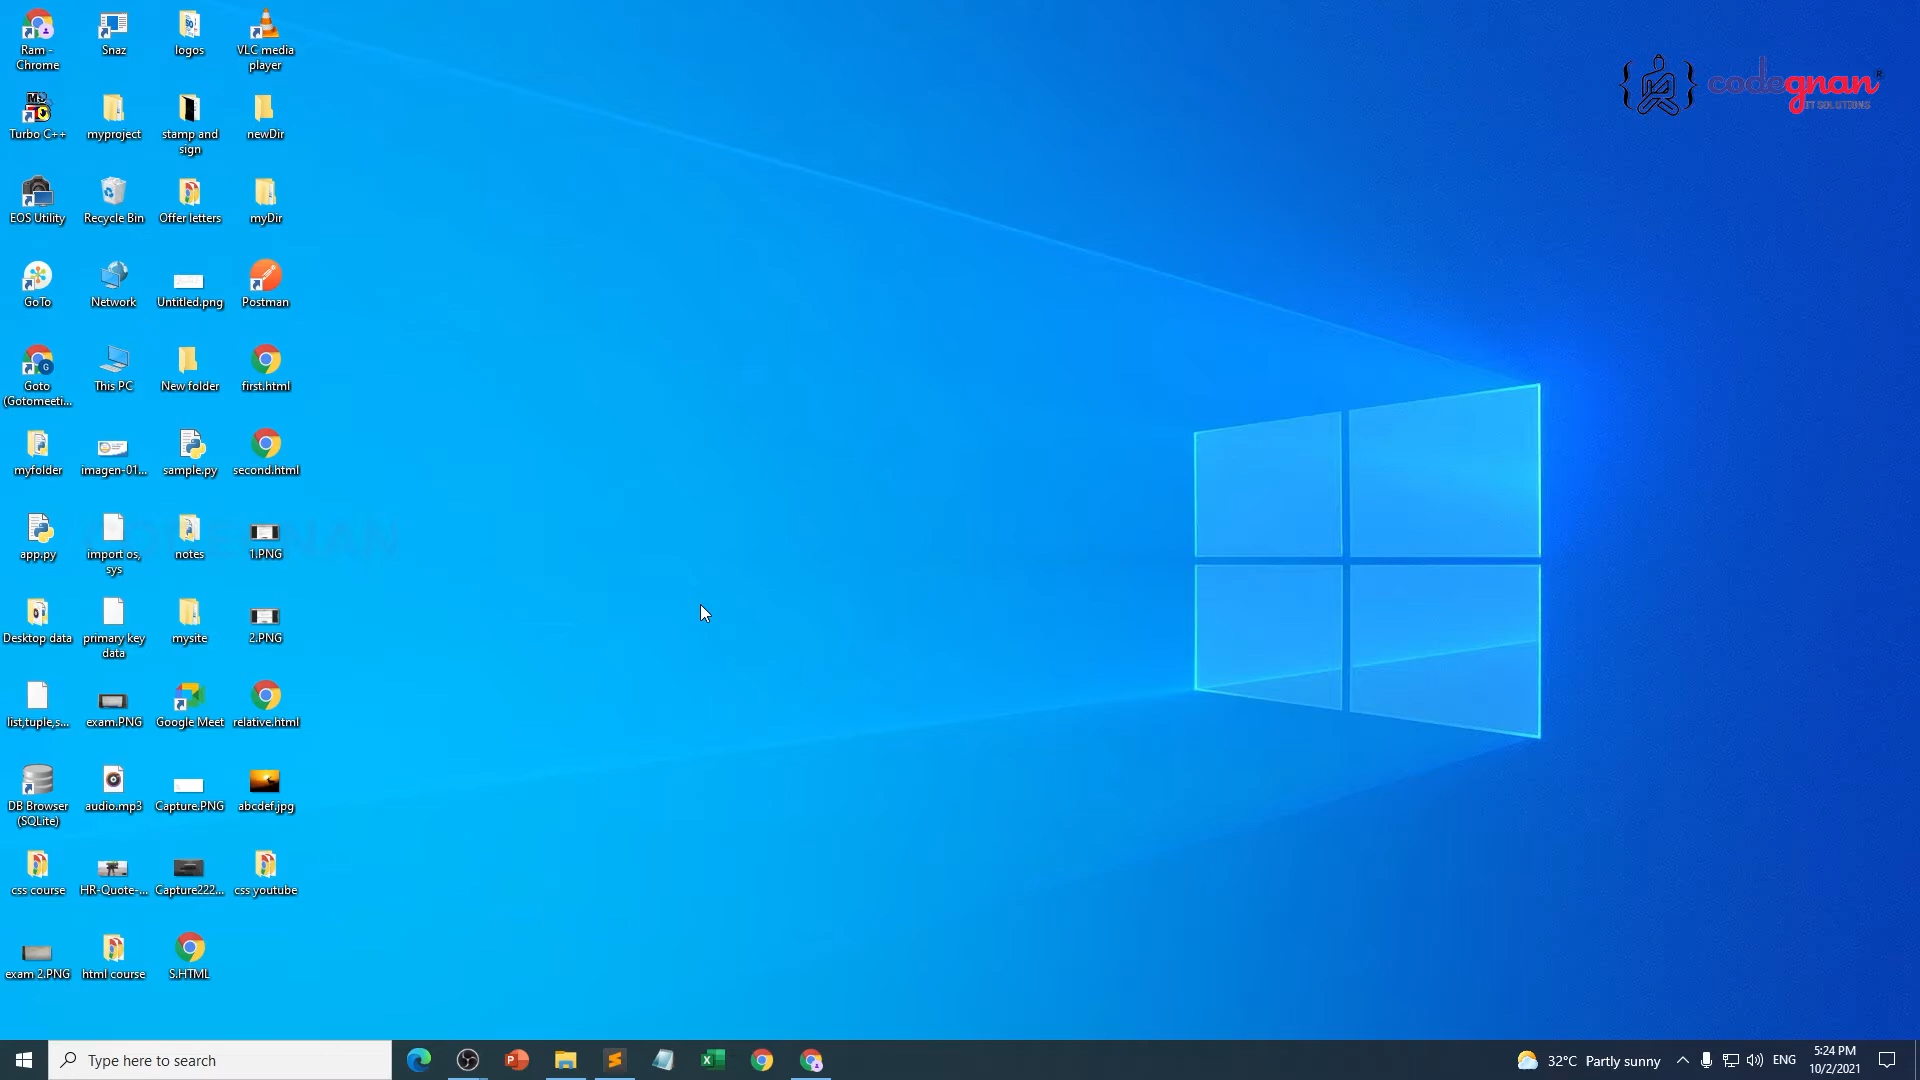 Ram -
Chrome
Snaz
logos
VLC media
player
codegnan®
IT SOLUTIONS
Turbo C++
myproject
stamp and
sign
newDir
EOS Utility
Recycle Bin
Offer letters
myDir
GoTo
Network
Untitled.png
Postman
Goto
(Gotomeeti...
This PC
New folder
first.html
myfolder
imagen-01...
sample.py
second.html
app.py
import os,
sys
notes
1.PNG
Desktop data
primary key
data
mysite
2.PNG
list,tuple,s...
exam.PNG
Google Meet
relative.html
DB Browser
(SQLite)
audio.mp3
Capture.PNG
abcdef.jpg
css course
HR-Quote-...
Capture222...
css youtube
exam 2.PNG
html course
S.HTML
Type here to search
32°C Partly sunny
ENG
5:24 PM
10/2/2021